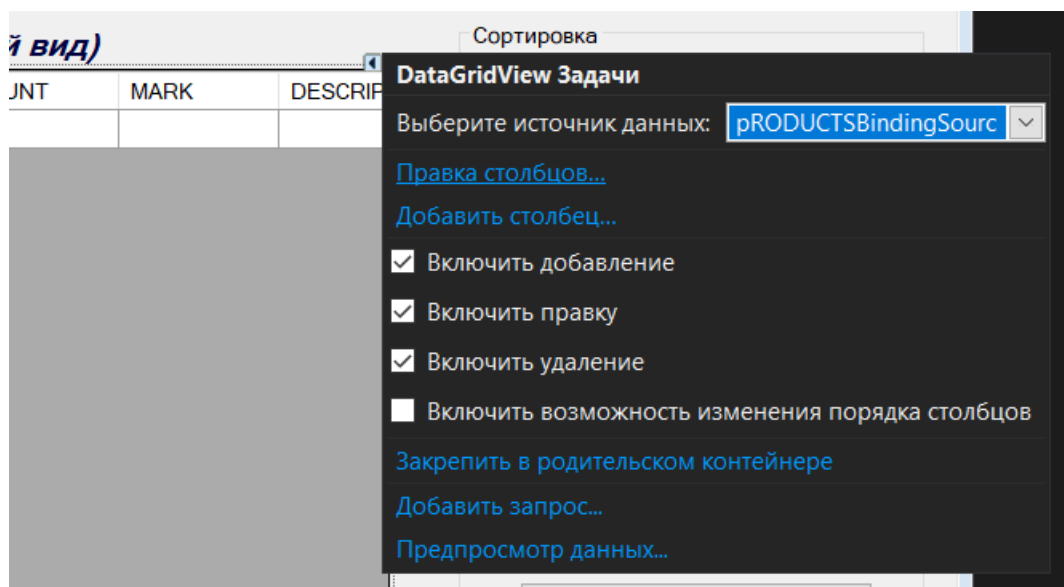 й вид)
Сортировка
UNT MARK DESCRIP
DataGridView Задачи
Выберите источник данных: pRODUCTSBindingSourc
Правка столбцов...
Добавить столбец...
Включить добавление
Включить правку
Включить удаление
Включить возможность изменения порядка столбцов
Закрепить в родительском контейнере
Добавить запрос...
Предпросмотр данных...